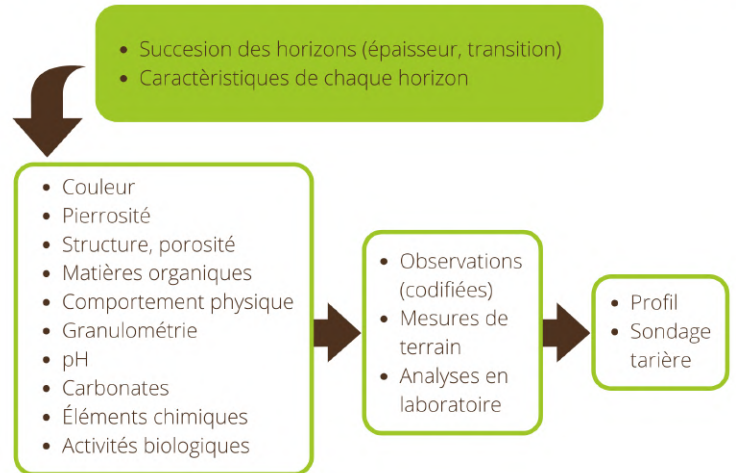 • Succesion des horizons (épaisseur, transition)
• Caractèristiques de chaque horizon
• Couleur
• Pierrosité
• Structure, porosité
• Matières organiques
• Comportement physique
• Granulométrie
• pH
• Carbonates
• Éléments chimiques
• Activités biologiques
• Observations
(codifiées)
• Mesures de
terrain
• Analyses en
laboratoire
• Profil
• Sondage
tarière